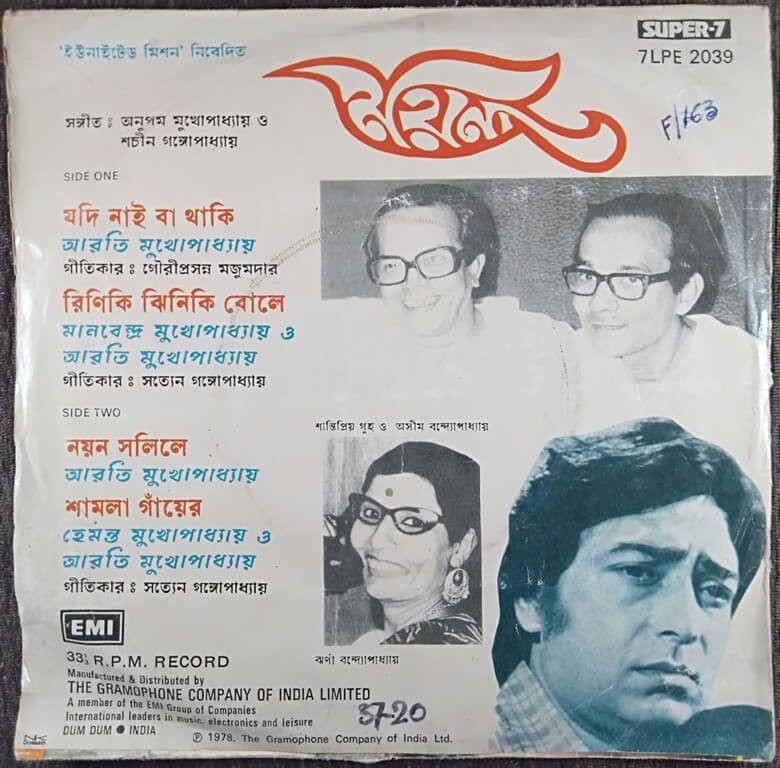 'ইউনাইটেড মিশন' নিবেদিত
SUPER-7
7LPE 2039
ময়না
F/163
সঙ্গীত : অনুপম মুখোপাধ্যায় ও
শচীন গঙ্গোপাধ্যায়
SIDE ONE
যদি নাই বা থাকি
আরতি মুখোপাধ্যায়
গীতিকার : গৌরীপ্রসন্ন মজুমদার
রিণিকি ঝিনিকি বোলে
মানবেন্দ্র মুখোপাধ্যায় ও
আরতি মুখোপাধ্যায়
গীতিকার : সত্যেন গঙ্গোপাধ্যায়
SIDE TWO
নয়ন সলিলে
আরতি মুখোপাধ্যায়
শামলা গাঁয়ের
হেমন্ত মুখোপাধ্যায় ও
আরতি মুখোপাধ্যায়
গীতিকার : সত্যেন গঙ্গোপাধ্যায়
শান্তিপ্রিয় গুহ ও অসীম বন্দ্যোপাধ্যায়
ঝর্ণা বন্দ্যোপাধ্যায়
EMI
33⅓ R.P.M. RECORD
Manufactured & Distributed by
THE GRAMOPHONE COMPANY OF INDIA LIMITED
A member of the EMI Group of Companies
International leaders in music, electronics and leisure
DUM DUM ● INDIA
37-20
℗ 1978, The Gramophone Company of India Ltd.